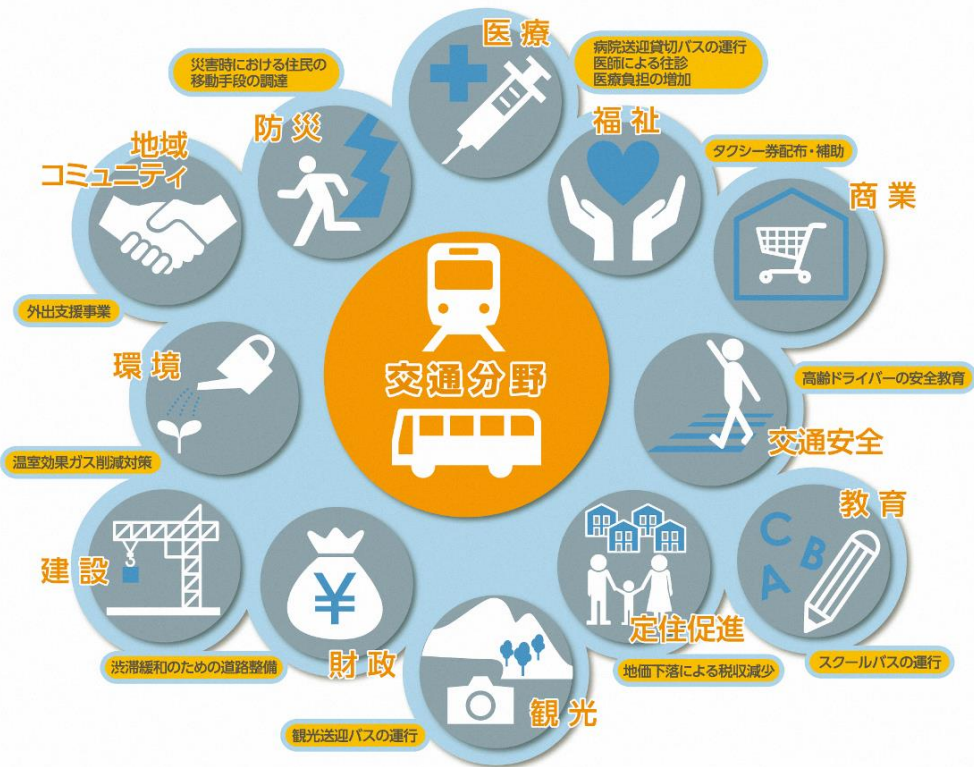 医療
病院送迎貸切バスの運行
医師による往診
医療負担の増加
災害時における住民の
移動手段の調達
防災
福祉
タクシー券配布・補助
地域
コミュニティ
商業
外出支援事業
環境
交通分野
高齢ドライバーの安全教育
交通安全
温室効果ガス削減対策
教育
C
B
A
建設
¥
定住促進
渋滞緩和のための道路整備
財政
地価下落による税収減少
スクールバスの運行
観光
観光送迎バスの運行